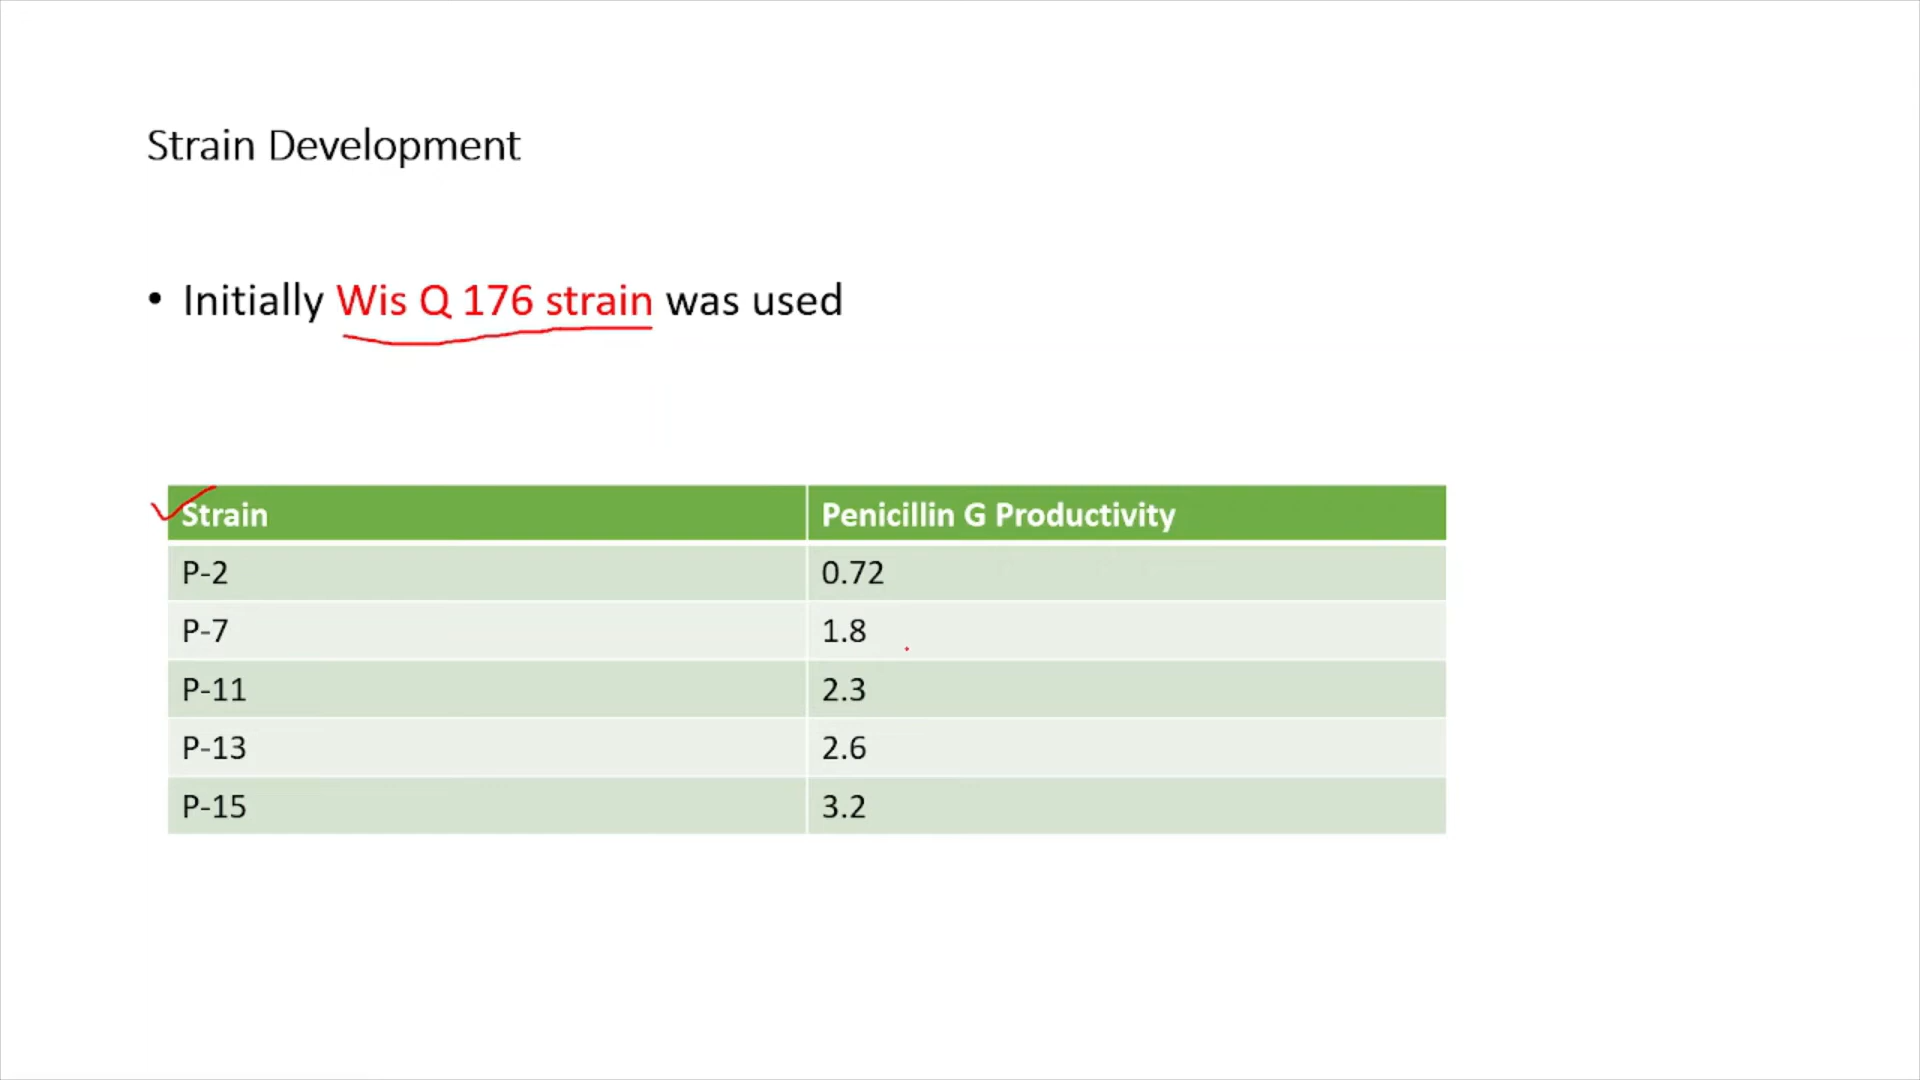 Strain Development
• Initially Wis Q 176 strain was used
Strain Penicillin G Productivity
P-2 0.72
P-7 1.8
P-11 2.3
P-13 2.6
P-15 3.2